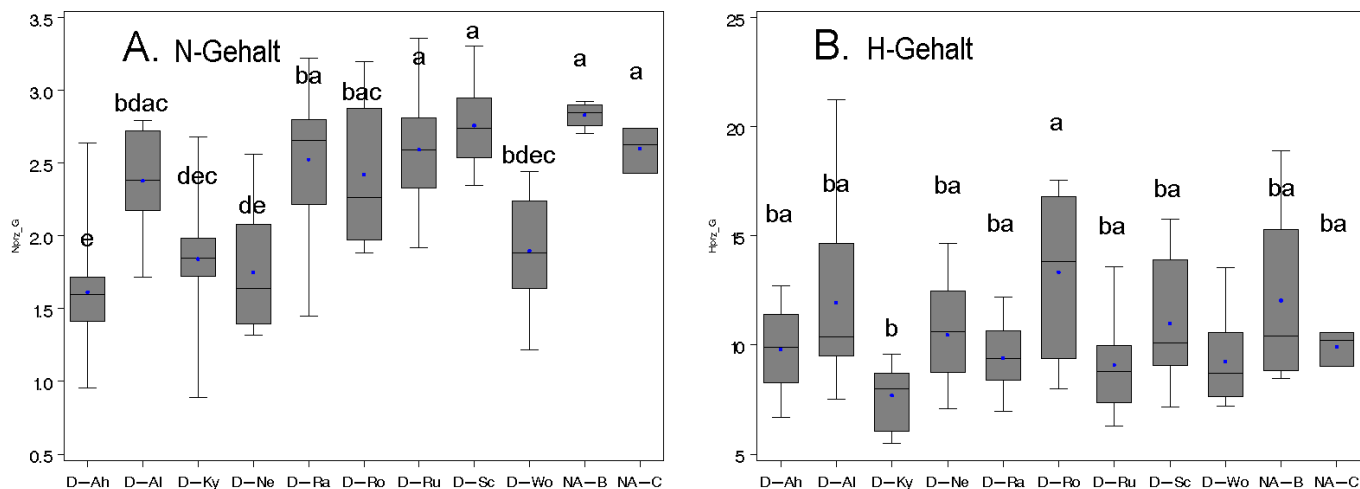 A. N-Gehalt
3.5
3.0
2.5
2.0
1.5
1.0
0.5
Nprz_G
e
bdac
dec
de
ba
bac
a
a
bdec
a
a
D–Ah D–Al D–Ky D–Ne D–Ra D–Ro D–Ru D–Sc D–Wo NA–B NA–C
B. H-Gehalt
25
20
15
10
5
Hprz_G
ba
ba
b
ba
ba
a
ba
ba
ba
ba
D–Ah D–Al D–Ky D–Ne D–Ra D–Ro D–Ru D–Sc D–Wo NA–B NA–C